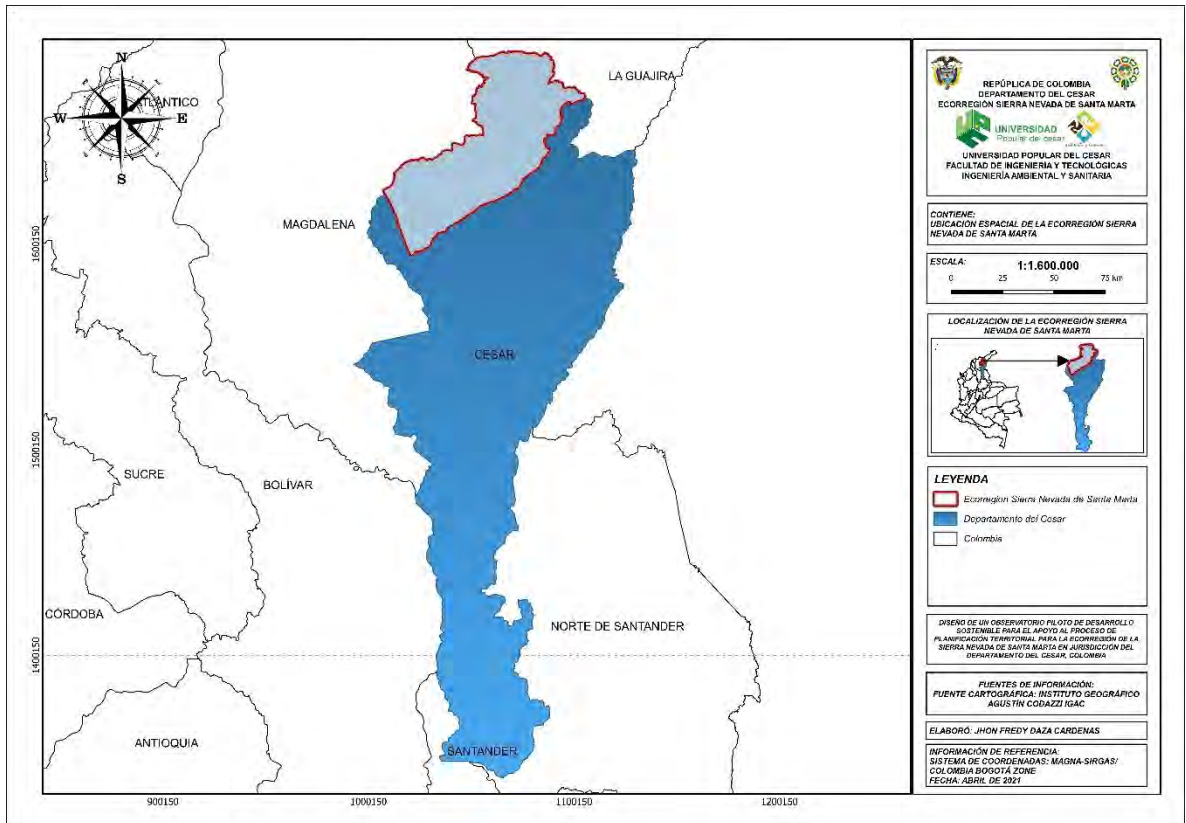 N
W
E
S
ATLÁNTICO
LA GUAJIRA
MAGDALENA
CESAR
SUCRE
BOLÍVAR
CÓRDOBA
NORTE DE SANTANDER
ANTIOQUIA
SANTANDER
1600150
1500150
1400150
900150
1000150
1100150
1200150
REPÚBLICA DE COLOMBIA
DEPARTAMENTO DEL CESAR
ECORREGIÓN SIERRA NEVADA DE SANTA MARTA
UNIVERSIDAD
Popular del cesar
UNIVERSIDAD POPULAR DEL CESAR
FACULTAD DE INGENIERÍA Y TECNOLÓGICAS
INGENIERÍA AMBIENTAL Y SANITARIA
CONTIENE:
UBICACIÓN ESPACIAL DE LA ECORREGIÓN SIERRA
NEVADA DE SANTA MARTA
ESCALA:
1:1.600.000
0 25 50 75 km
LOCALIZACIÓN DE LA ECORREGIÓN SIERRA
NEVADA DE SANTA MARTA
LEYENDA
Ecorregion Sierra Nevada de Santa Marta
Departamento del Cesar
Colombia
DISEÑO DE UN OBSERVATORIO PILOTO DE DESARROLLO
SOSTENIBLE PARA EL APOYO AL PROCESO DE
PLANIFICACIÓN TERRITORIAL PARA LA ECORREGIÓN DE LA
SIERRA NEVADA DE SANTA MARTA EN JURISDICCIÓN DEL
DEPARTAMENTO DEL CESAR, COLOMBIA
FUENTES DE INFORMACIÓN:
FUENTE CARTOGRÁFICA: INSTITUTO GEOGRÁFICO
AGUSTÍN CODAZZI IGAC
ELABORÓ: JHON FREDY DAZA CARDENAS
INFORMACIÓN DE REFERENCIA:
SISTEMA DE COORDENADAS: MAGNA-SIRGAS/
COLOMBIA BOGOTÁ ZONE
FECHA: ABRIL DE 2021